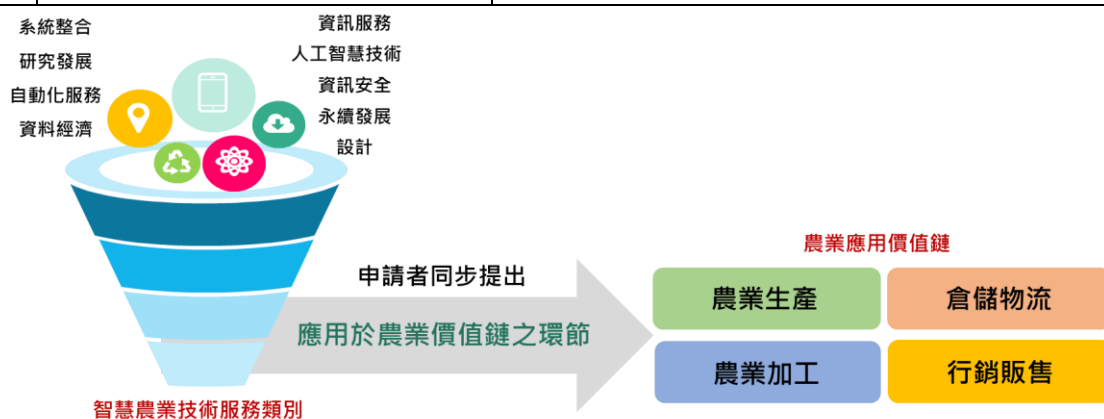 系統整合
研究發展
自動化服務
資料經濟
資訊服務
人工智慧技術
資訊安全
永續發展
設計
申請者同步提出
應用於農業價值鏈之環節
智慧農業技術服務類別
農業應用價值鏈
農業生產
倉儲物流
農業加工
行銷販售